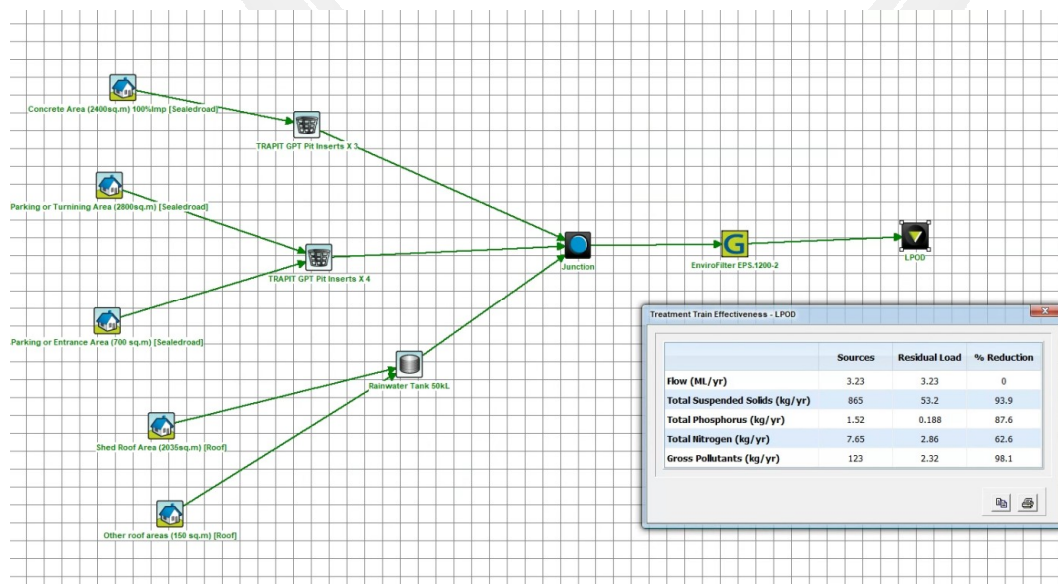 Concrete Area (2400sq.m) 100%Imp [Sealedroad]
TRAPIT GPT Pit Inserts X 3
Parking or Turnining Area (2800sq.m) [Sealedroad]
TRAPIT GPT Pit Inserts X 4
Junction
EnviroFilter EPS.1200-2
LPOD
Parking or Entrance Area (700 sq.m) [Sealedroad]
Rainwater Tank 50kL
Shed Roof Area (2035sq.m) [Roof]
Other roof areas (150 sq.m) [Roof]
Treatment Train Effectiveness - LPOD
Sources Residual Load % Reduction
Flow (ML/yr) 3.23 3.23 0
Total Suspended Solids (kg/yr) 865 53.2 93.9
Total Phosphorus (kg/yr) 1.52 0.188 87.6
Total Nitrogen (kg/yr) 7.65 2.86 62.6
Gross Pollutants (kg/yr) 123 2.32 98.1